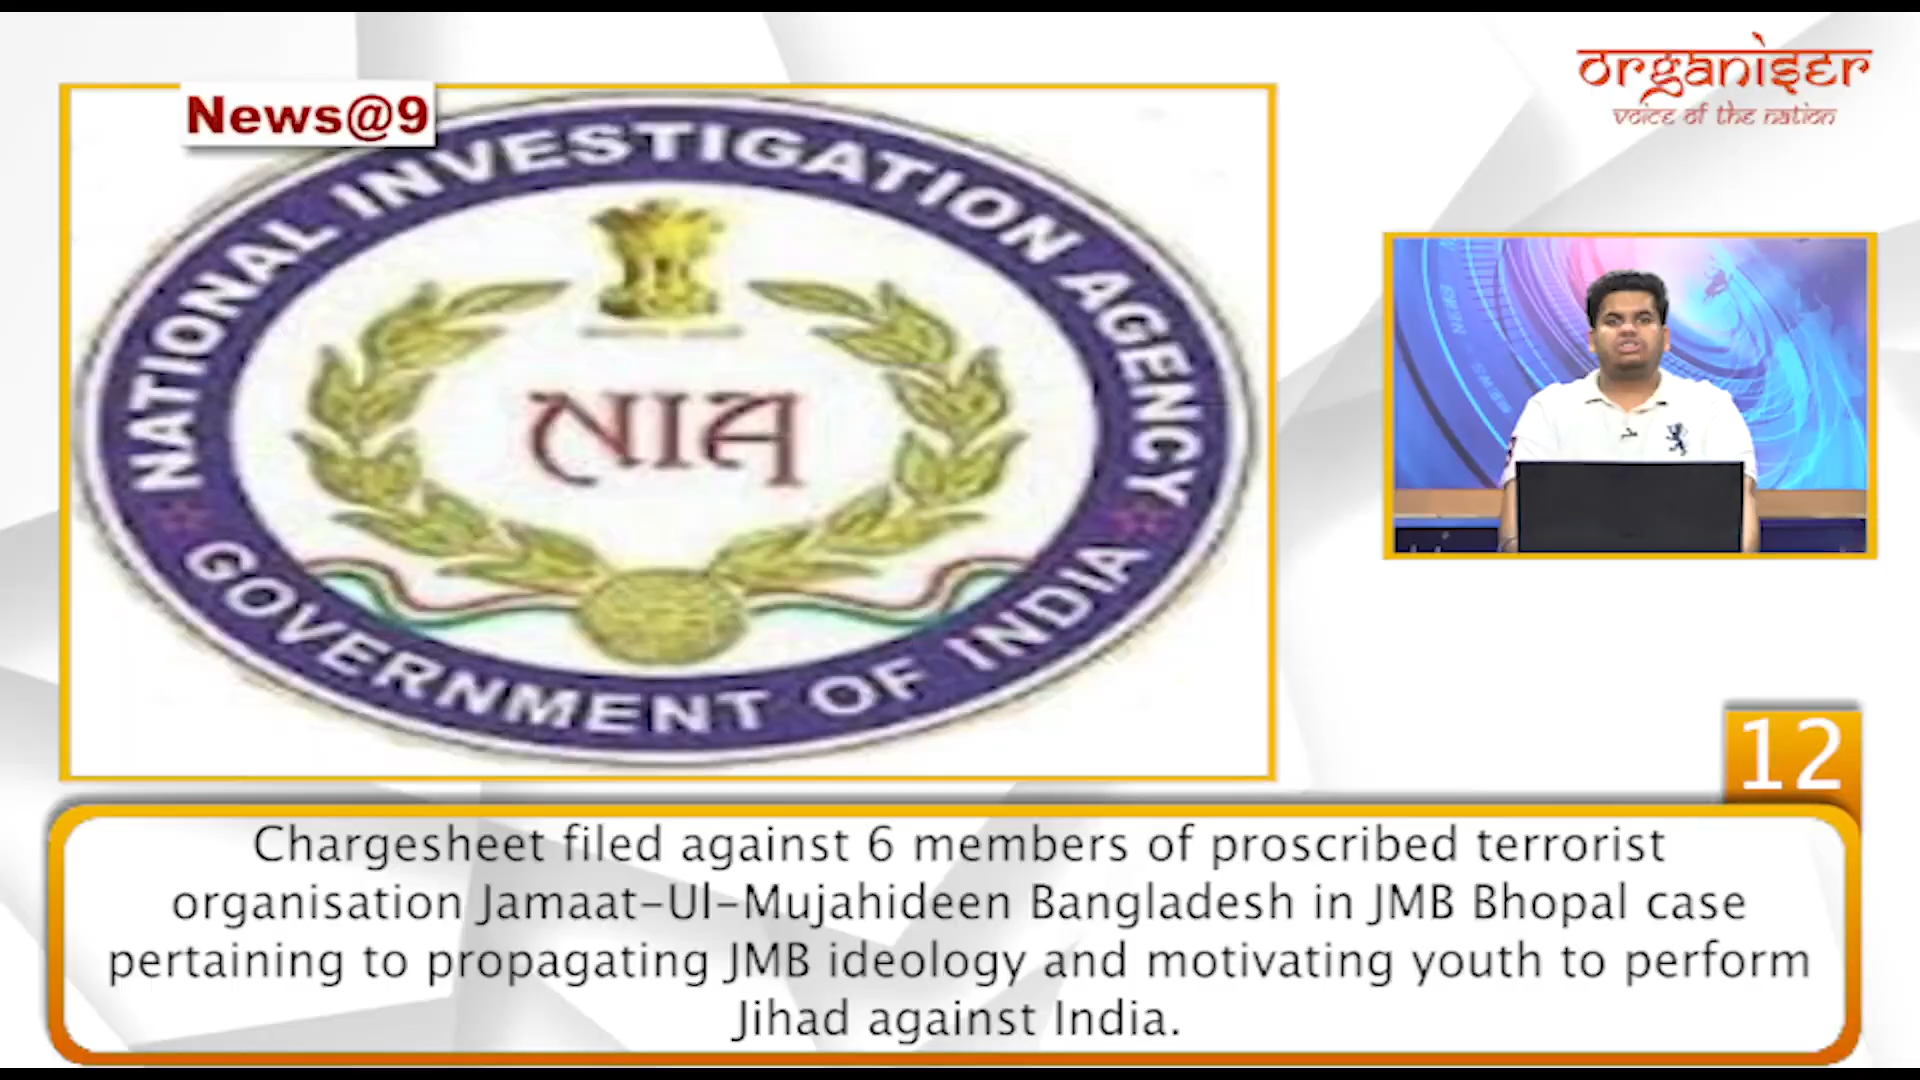 organiser
voice of the nation
News@9
NATIONAL INVESTIGATION AGENCY
NIA
GOVERNMENT OF INDIA
NEWS
NEWS
12
Chargesheet filed against 6 members of proscribed terrorist
organisation Jamaat-Ul-Mujahideen Bangladesh in JMB Bhopal case
pertaining to propagating JMB ideology and motivating youth to perform
Jihad against India.